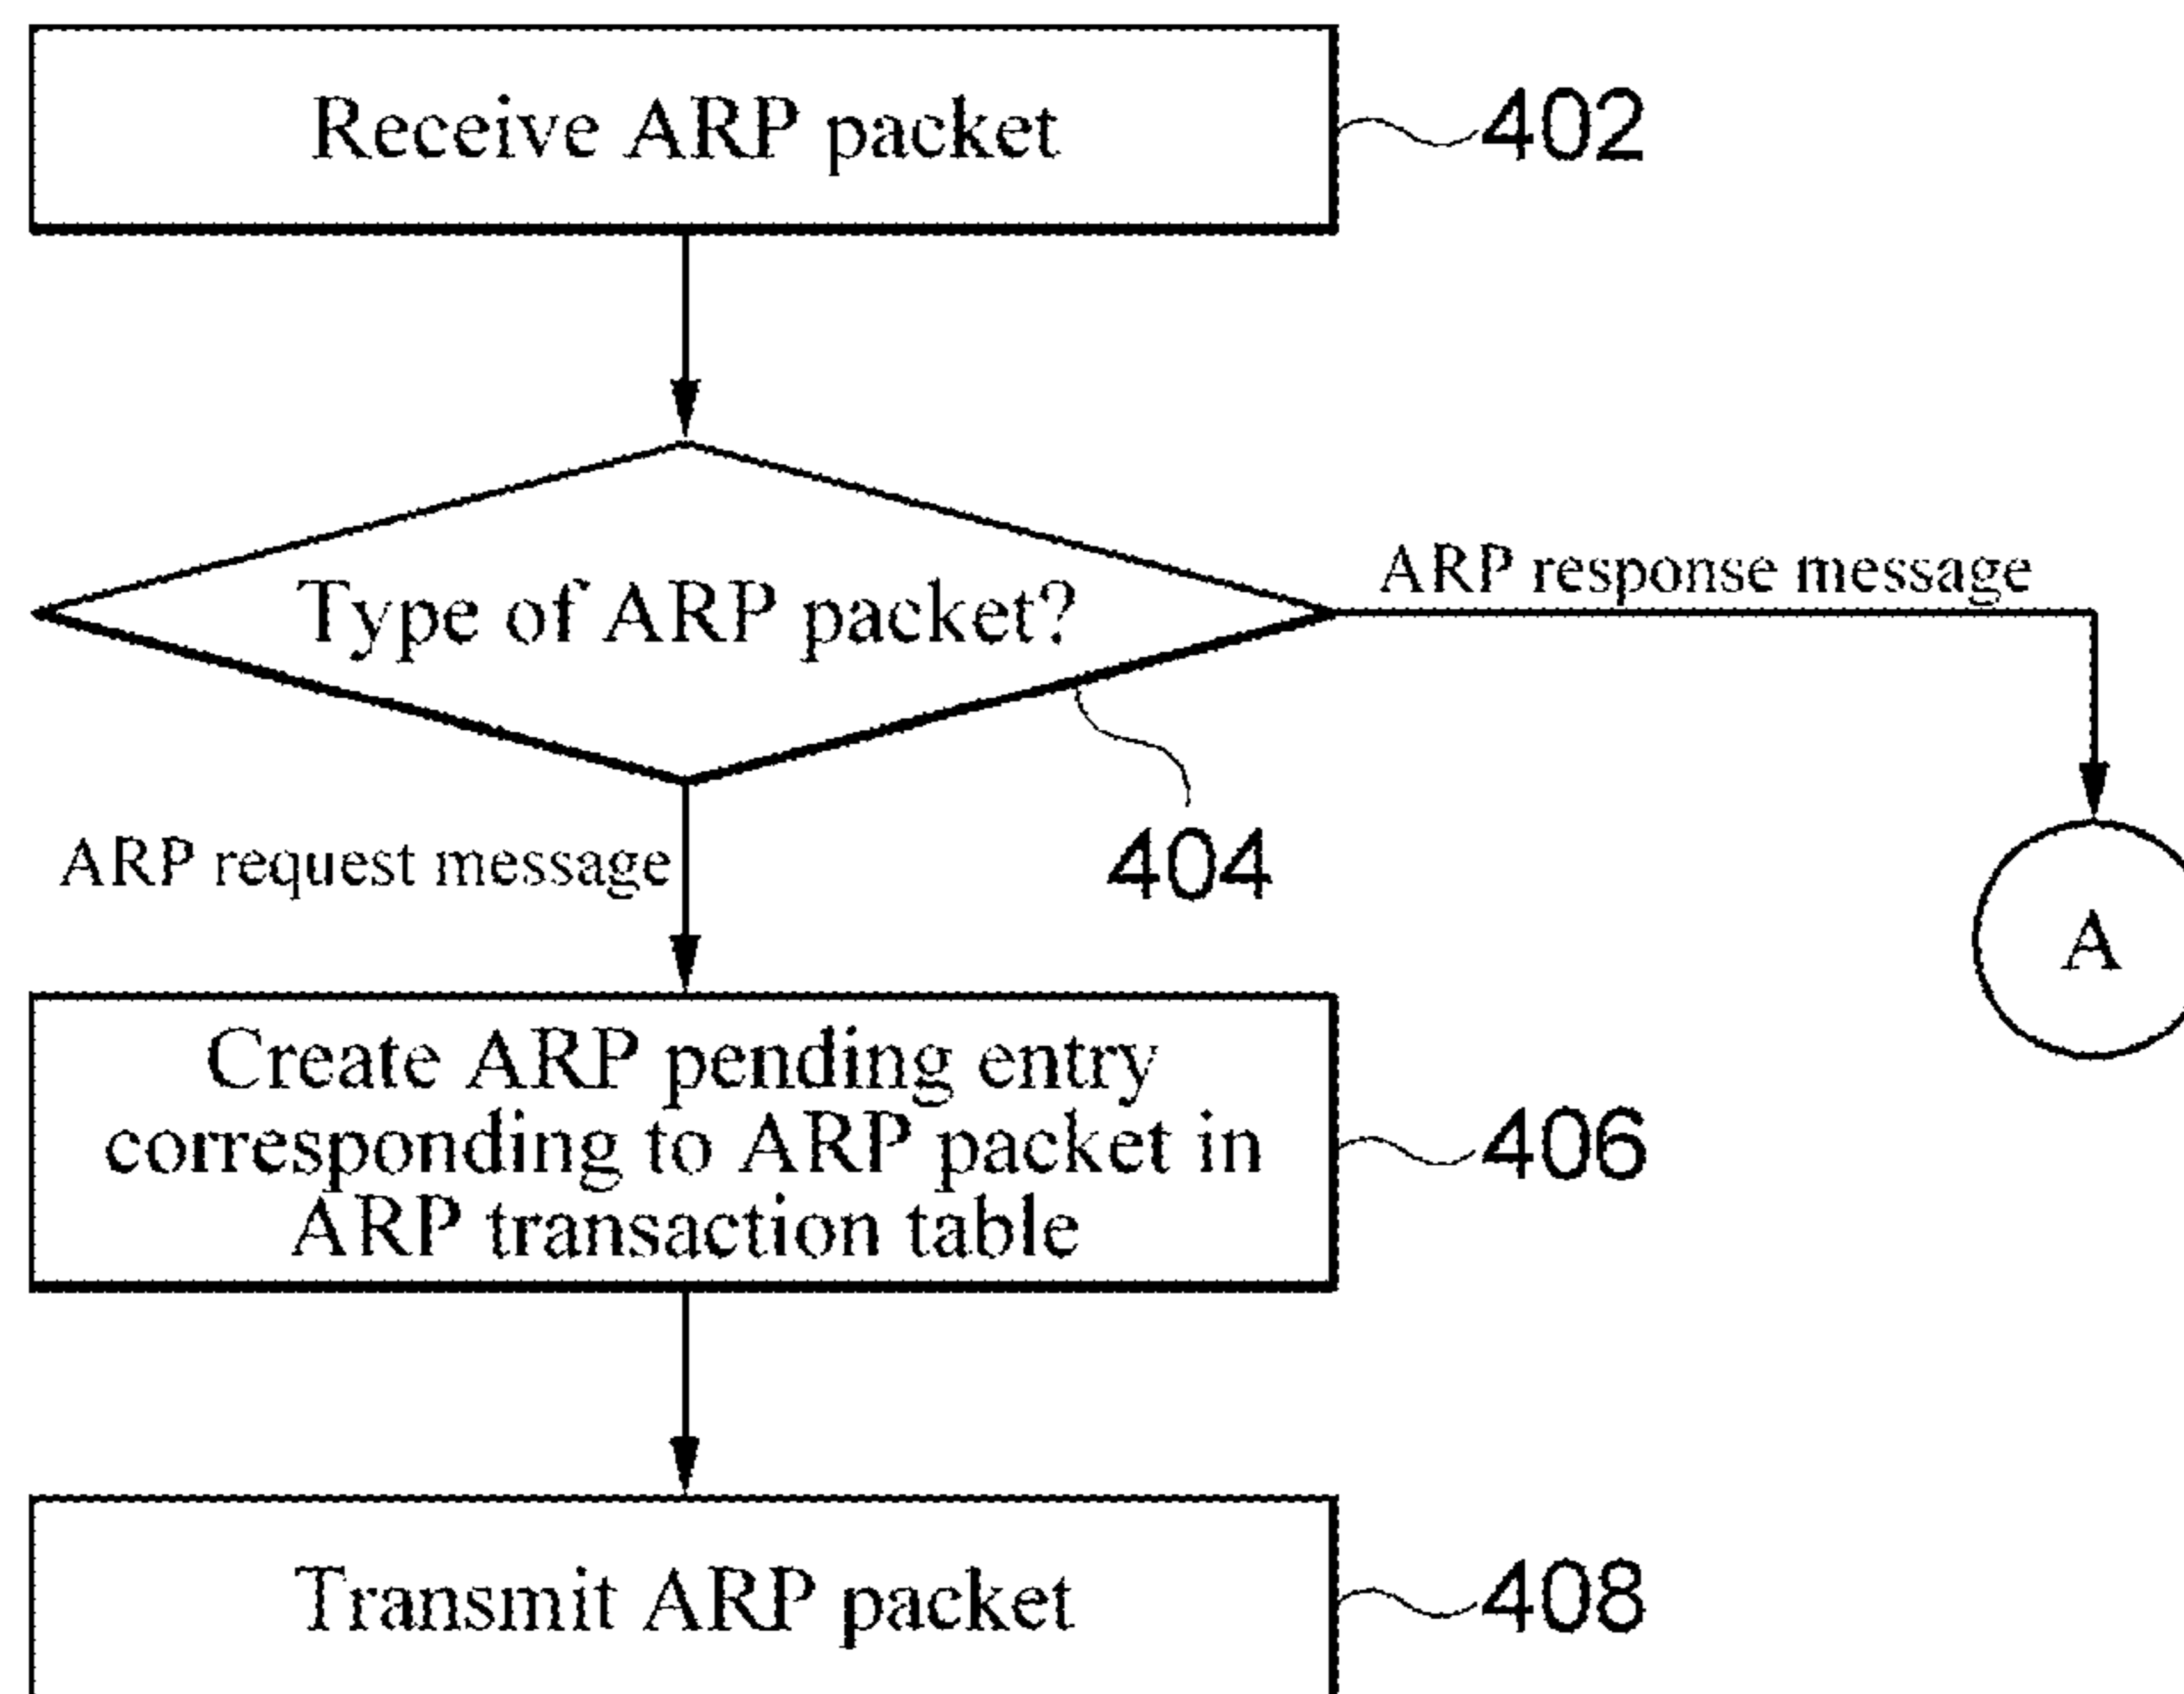 Receive ARP packet
402
Type of ARP packet?
ARP response message
404
ARP request message
A
Create ARP pending entry
corresponding to ARP packet in
ARP transaction table
406
Transmit ARP packet
408